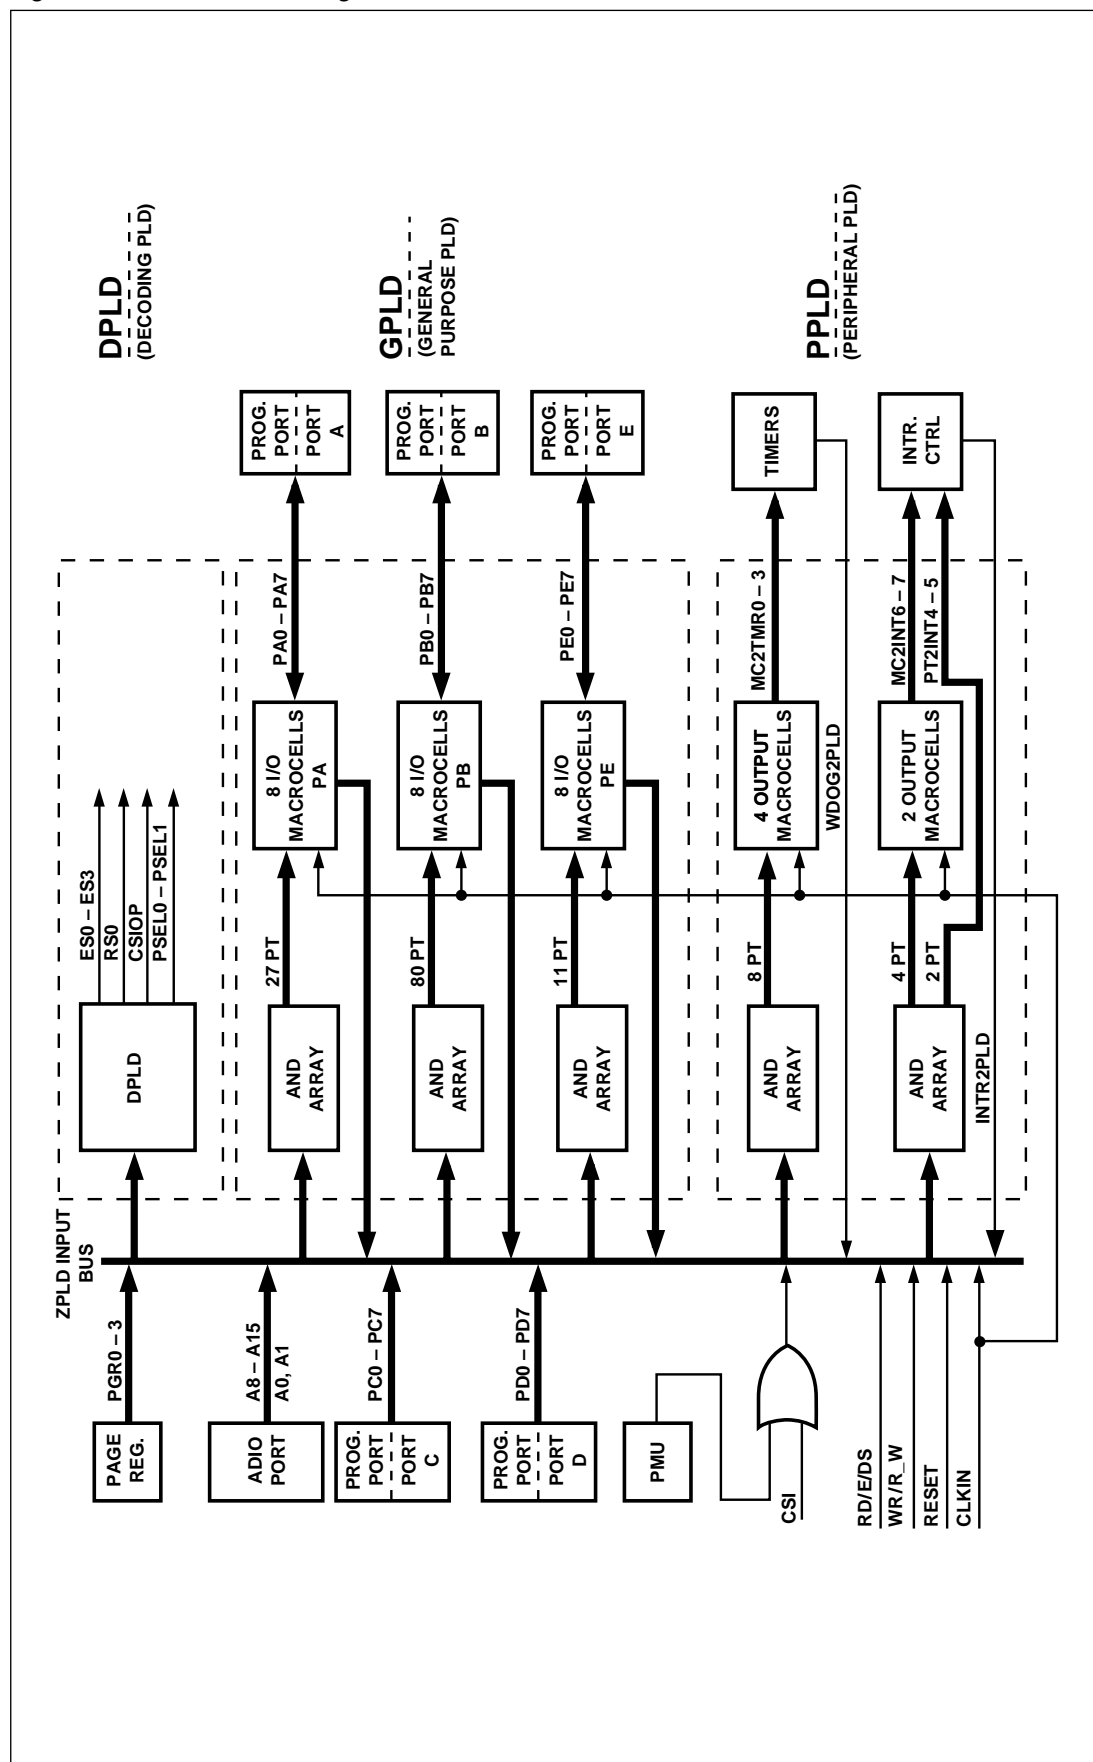 DPLD
(DECODING PLD)
GPLD
(GENERAL
PURPOSE PLD)
PPLD
(PERIPHERAL PLD)
PROG.
PORT
PORT
A
PROG.
PORT
PORT
B
PROG.
PORT
PORT
E
TIMERS
INTR.
CTRL
PA0 – PA7
PB0 – PB7
PE0 – PE7
MC2TMR0 – 3
MC2INT6 – 7
PT2INT4 – 5
8 I/O
MACROCELLS
PA
8 I/O
MACROCELLS
PB
8 I/O
MACROCELLS
PE
4 OUTPUT
MACROCELLS
WDOG2PLD
2 OUTPUT
MACROCELLS
ES0 – ES3
RS0
CSIOP
PSEL0 – PSEL1
27 PT
80 PT
11 PT
8 PT
4 PT
2 PT
DPLD
AND
ARRAY
AND
ARRAY
AND
ARRAY
AND
ARRAY
AND
ARRAY
INTR2PLD
ZPLD INPUT
BUS
PGR0 – 3
A8 – A15
A0, A1
PC0 – PC7
PD0 – PD7
PAGE
REG.
ADIO
PORT
PROG.
PORT
PORT
C
PROG.
PORT
PORT
D
PMU
CSI
RD/E/DS
WR/R_W
RESET
CLKIN